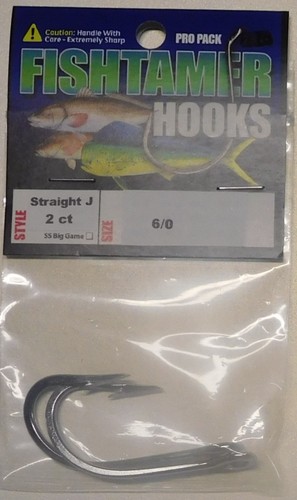 Caution: Handle With
Care - Extremely Sharp
PRO PACK
FISHTAMER
HOOKS
STYLE
Straight J
2 ct
SS Big Game
SIZE
6/0